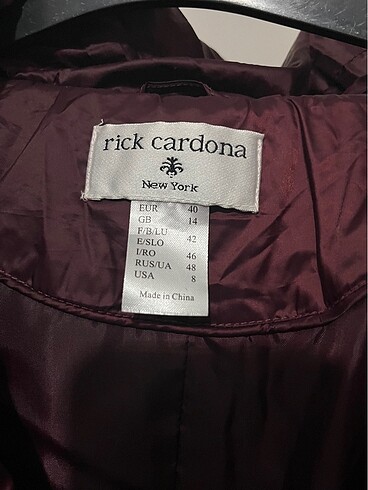 rick cardona
New York
EUR 40
GB 14
F/B/LU
E/SLO 42
I/RO 46
RUS/UA 48
USA 8
Made in China